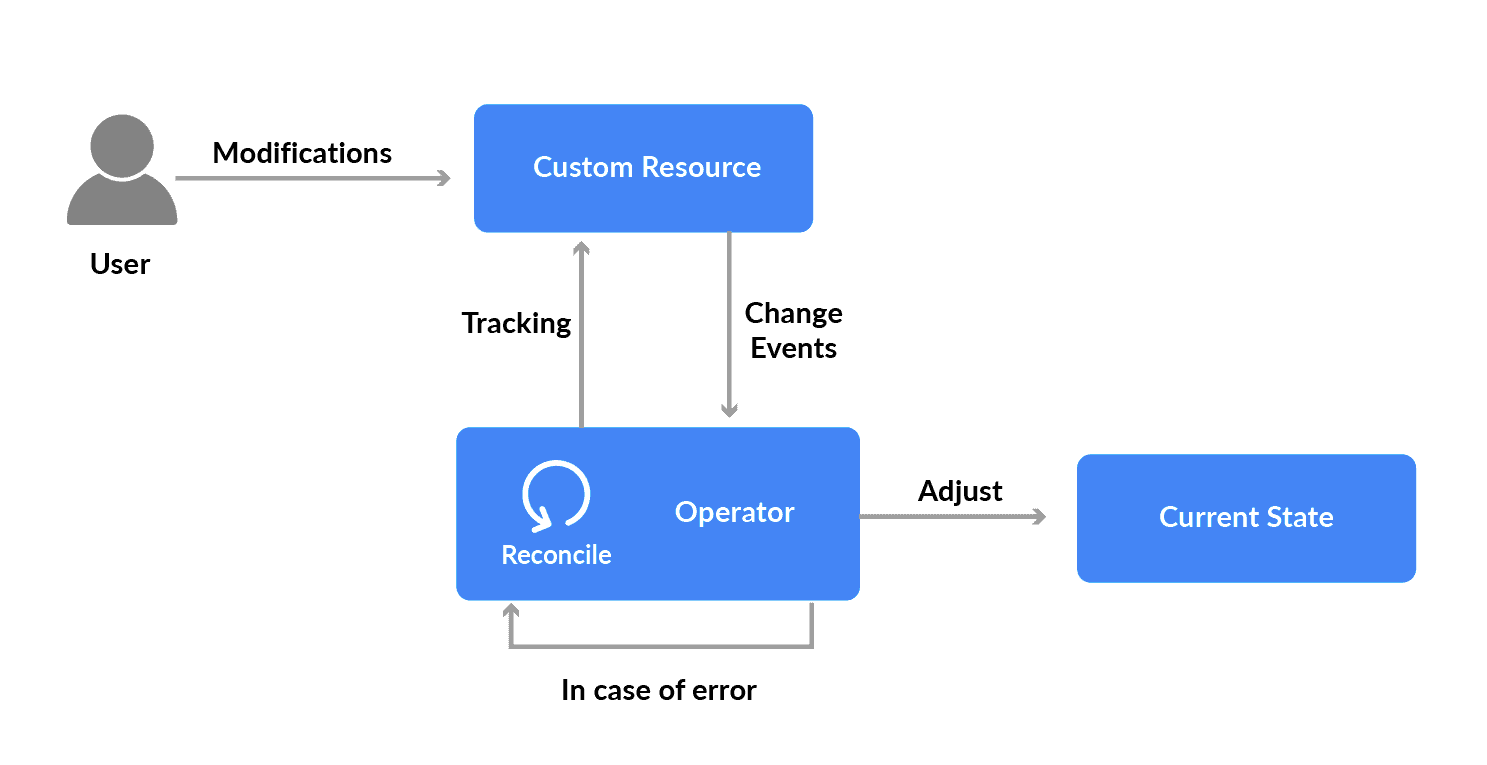 Modifications
Custom Resource
User
Tracking
Change
Events
Adjust
Operator
Current State
Reconcile
In case of error